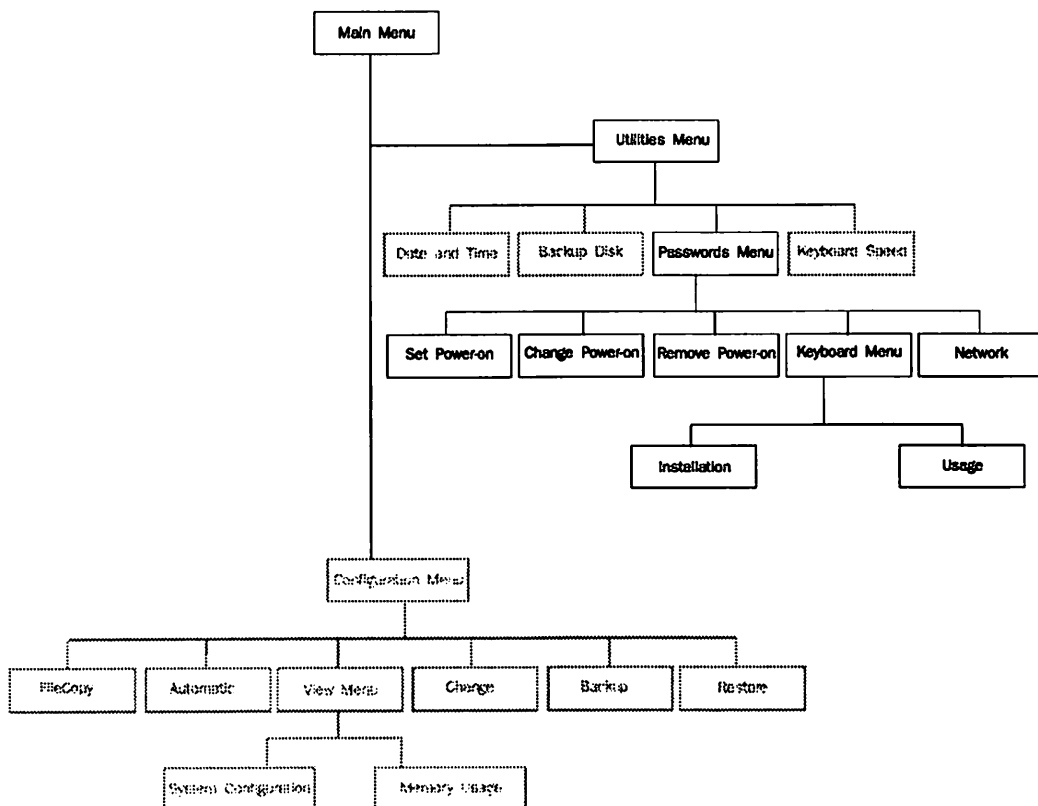 Main Menu
Utilities Menu
Date and Time
Backup Disk
Passwords Menu
Keyboard Speed
Set Power-on
Change Power-on
Remove Power-on
Keyboard Menu
Network
Installation
Usage
Configuration Menu
FileCopy
Automatic
View Menu
Change
Backup
Restore
System Configuration
Memory Usage